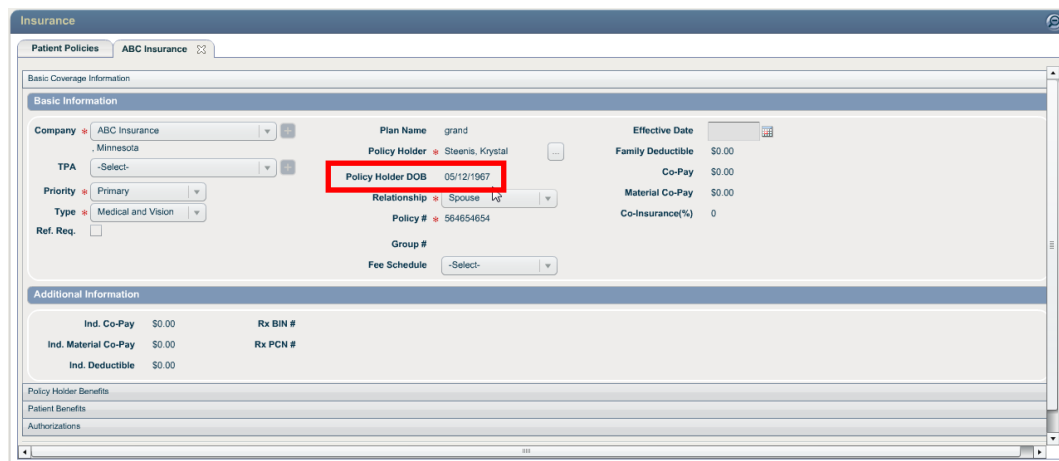 Insurance
Patient Policies
ABC Insurance
Basic Coverage Information
Basic Information
Company * ABC Insurance
, Minnesota
TPA -Select-
Priority * Primary
Type * Medical and Vision
Ref. Req.
Plan Name grand
Policy Holder * Steenis, Krystal ...
Policy Holder DOB 05/12/1967
Relationship * Spouse
Policy # * 564654654
Group #
Fee Schedule -Select-
Effective Date
Family Deductible $0.00
Co-Pay $0.00
Material Co-Pay $0.00
Co-Insurance(%) 0
Additional Information
Ind. Co-Pay $0.00
Ind. Material Co-Pay $0.00
Ind. Deductible $0.00
Rx BIN #
Rx PCN #
Policy Holder Benefits
Patient Benefits
Authorizations